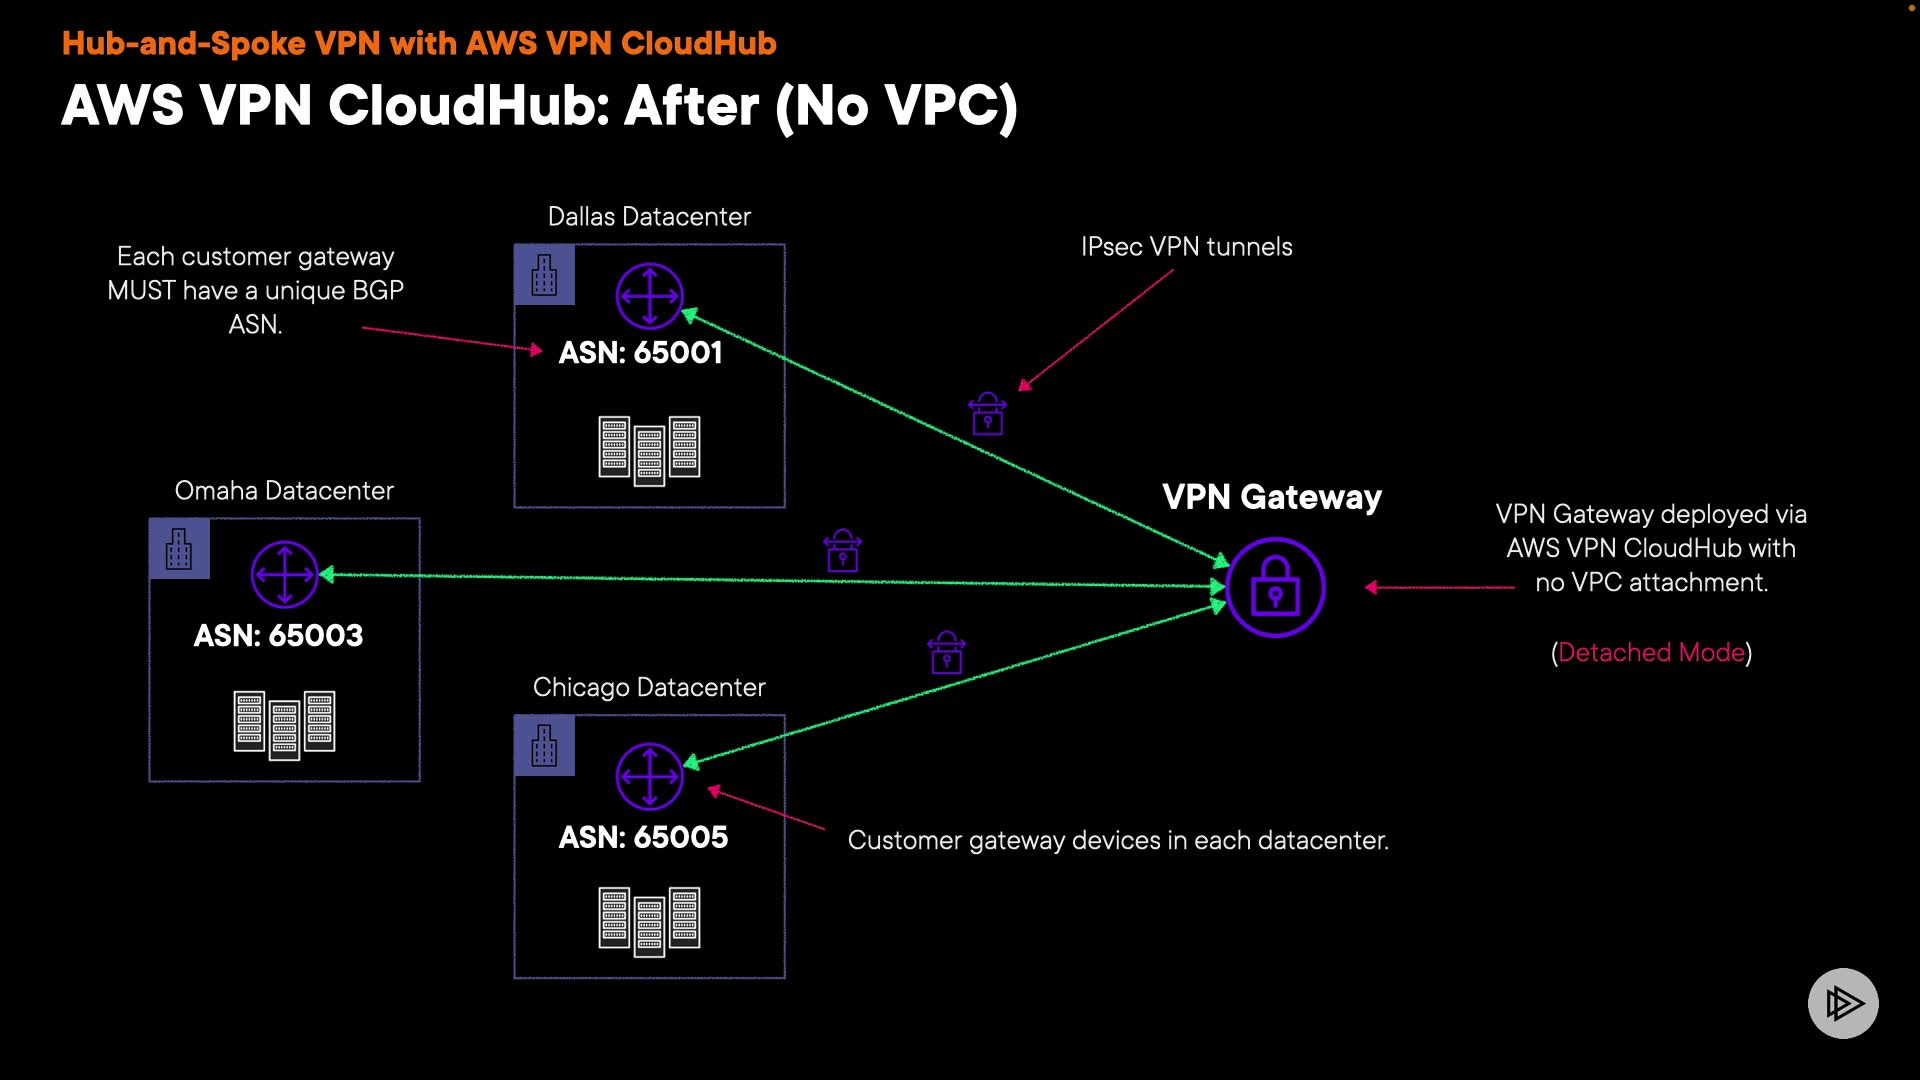 Hub-and-Spoke VPN with AWS VPN CloudHub
AWS VPN CloudHub: After (No VPC)
Dallas Datacenter
Each customer gateway
MUST have a unique BGP
ASN.
IPsec VPN tunnels
ASN: 65001
Omaha Datacenter
ASN: 65003
VPN Gateway
VPN Gateway deployed via
AWS VPN CloudHub with
no VPC attachment.
(Detached Mode)
Chicago Datacenter
ASN: 65005
Customer gateway devices in each datacenter.